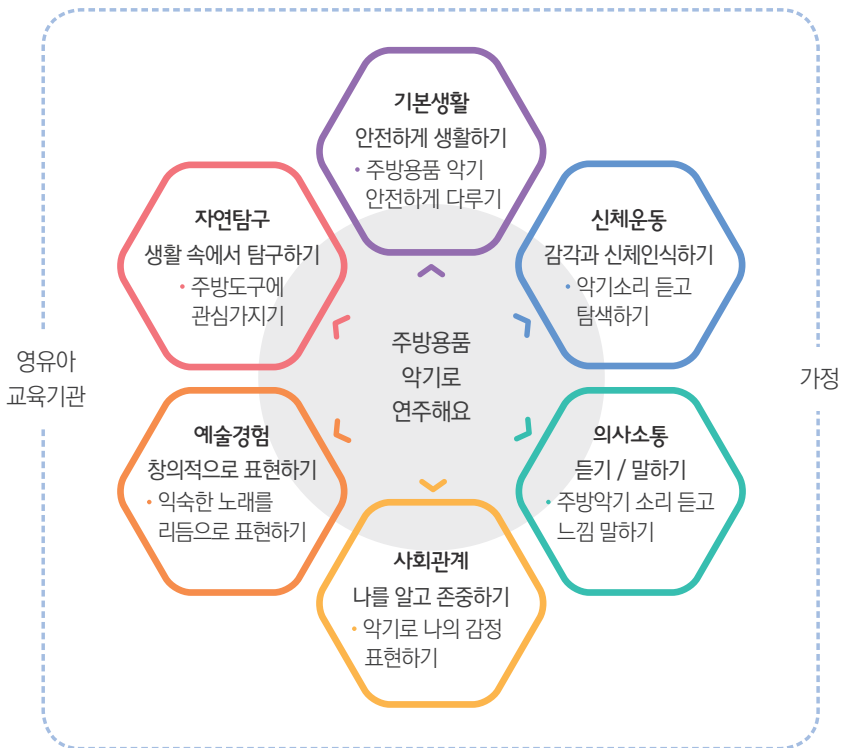 기본생활
안전하게 생활하기
• 주방용품 악기
안전하게 다루기
신체운동
감각과 신체인식하기
• 악기소리 듣고
탐색하기
의사소통
듣기 / 말하기
• 주방악기 소리 듣고
느낌 말하기
사회관계
나를 알고 존중하기
• 악기로 나의 감정
표현하기
예술경험
창의적으로 표현하기
• 익숙한 노래를
리듬으로 표현하기
자연탐구
생활 속에서 탐구하기
• 주방도구에
관심가지기
주방용품
악기로
연주해요
영유아
교육기관
가정